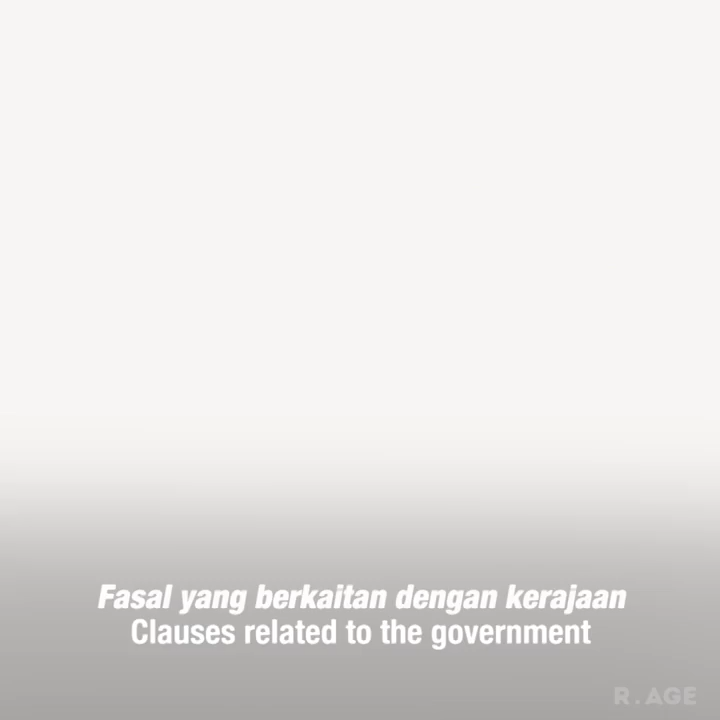 Fasal yang berkaitan dengan kerajaan
Clauses related to the government
R.AGE